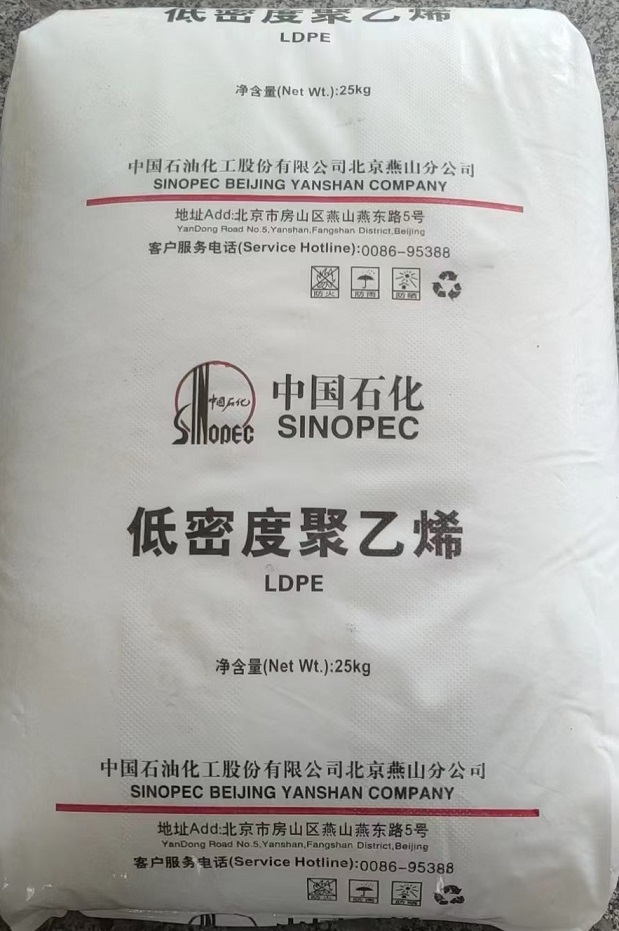 低密度聚乙烯
LDPE
净含量(Net Wt.):25kg
中国石油化工股份有限公司北京燕山分公司
SINOPEC BEIJING YANSHAN COMPANY
地址Add:北京市房山区燕山燕东路5号
YanDong Road No.5,Yanshan,Fangshan District,Beijing
客户服务电话(Service Hotline):0086-95388
防火 防雨 防晒
中国石化
SINOPEC
中国石化
SINOPEC
低密度聚乙烯
LDPE
净含量(Net Wt.):25kg
中国石油化工股份有限公司北京燕山分公司
SINOPEC BEIJING YANSHAN COMPANY
地址Add:北京市房山区燕山燕东路5号
YanDong Road No.5,Yanshan,Fangshan District,Beijing
客户服务电话(Service Hotline):0086-95388